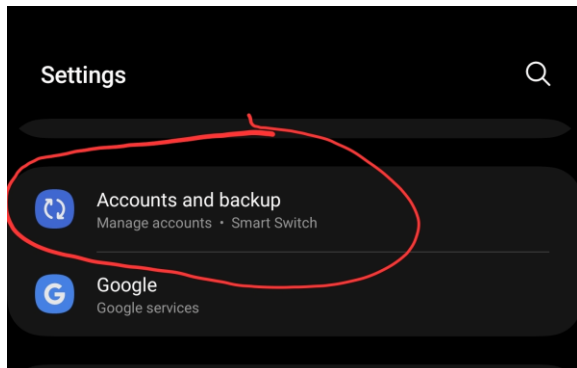 Settings
Accounts and backup
Manage accounts • Smart Switch
Google
Google services